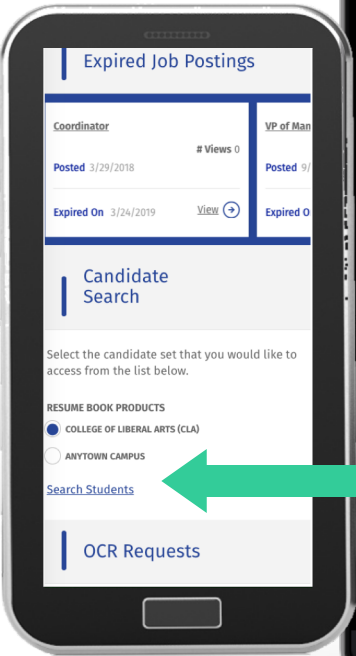 Expired Job Postings
Coordinator
# Views 0
Posted 3/29/2018
Expired On 3/24/2019 View
VP of Man
Posted 9/
Expired O
Candidate
Search
Select the candidate set that you would like to
access from the list below.
RESUME BOOK PRODUCTS
COLLEGE OF LIBERAL ARTS (CLA)
ANYTOWN CAMPUS
Search Students
OCR Requests